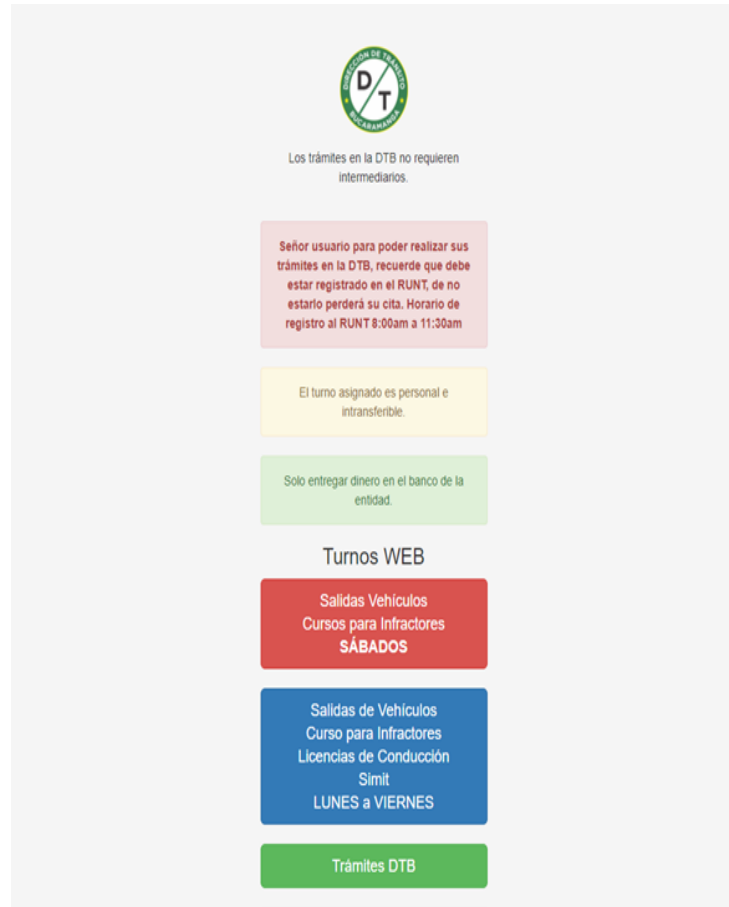 DIRECCIÓN DE TRÁNSITO
D/T
BUCARAMANGA
Los trámites en la DTB no requieren
intermediarios.
Señor usuario para poder realizar sus
trámites en la DTB, recuerde que debe
estar registrado en el RUNT, de no
estarlo perderá su cita. Horario de
registro al RUNT 8:00am a 11:30am
El turno asignado es personal e
intransferible.
Solo entregar dinero en el banco de la
entidad.
Turnos WEB
Salidas Vehículos
Cursos para Infractores
SÁBADOS
Salidas de Vehículos
Curso para Infractores
Licencias de Conducción
Simit
LUNES a VIERNES
Trámites DTB